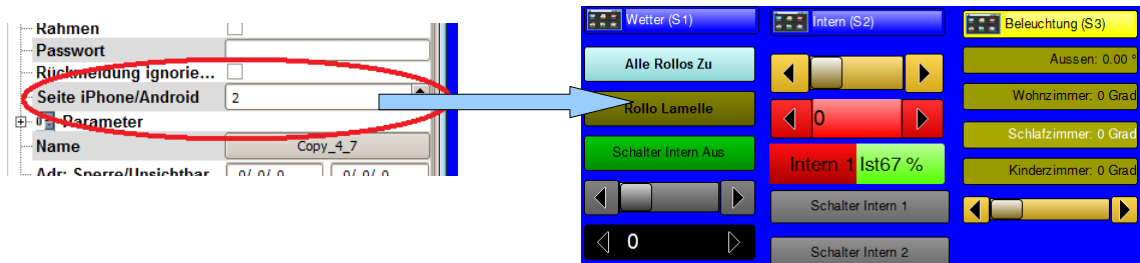 Rahmen
Passwort
Rückmeldung ignorie...
Seite iPhone/Android 2
Parameter
Name Copy_4_7
Adr: Sperre/Unsichtbar 0/ 0/ 0 0/ 0/ 0
Wetter (S1)
Alle Rollos Zu
Rollo Lamelle
Schalter Intern Aus
0
Intern (S2)
0
Intern 1 Ist67 %
Schalter Intern 1
Schalter Intern 2
Beleuchtung (S3)
Aussen: 0.00 °
Wohnzimmer: 0 Grad
Schlafzimmer: 0 Grad
Kinderzimmer: 0 Grad